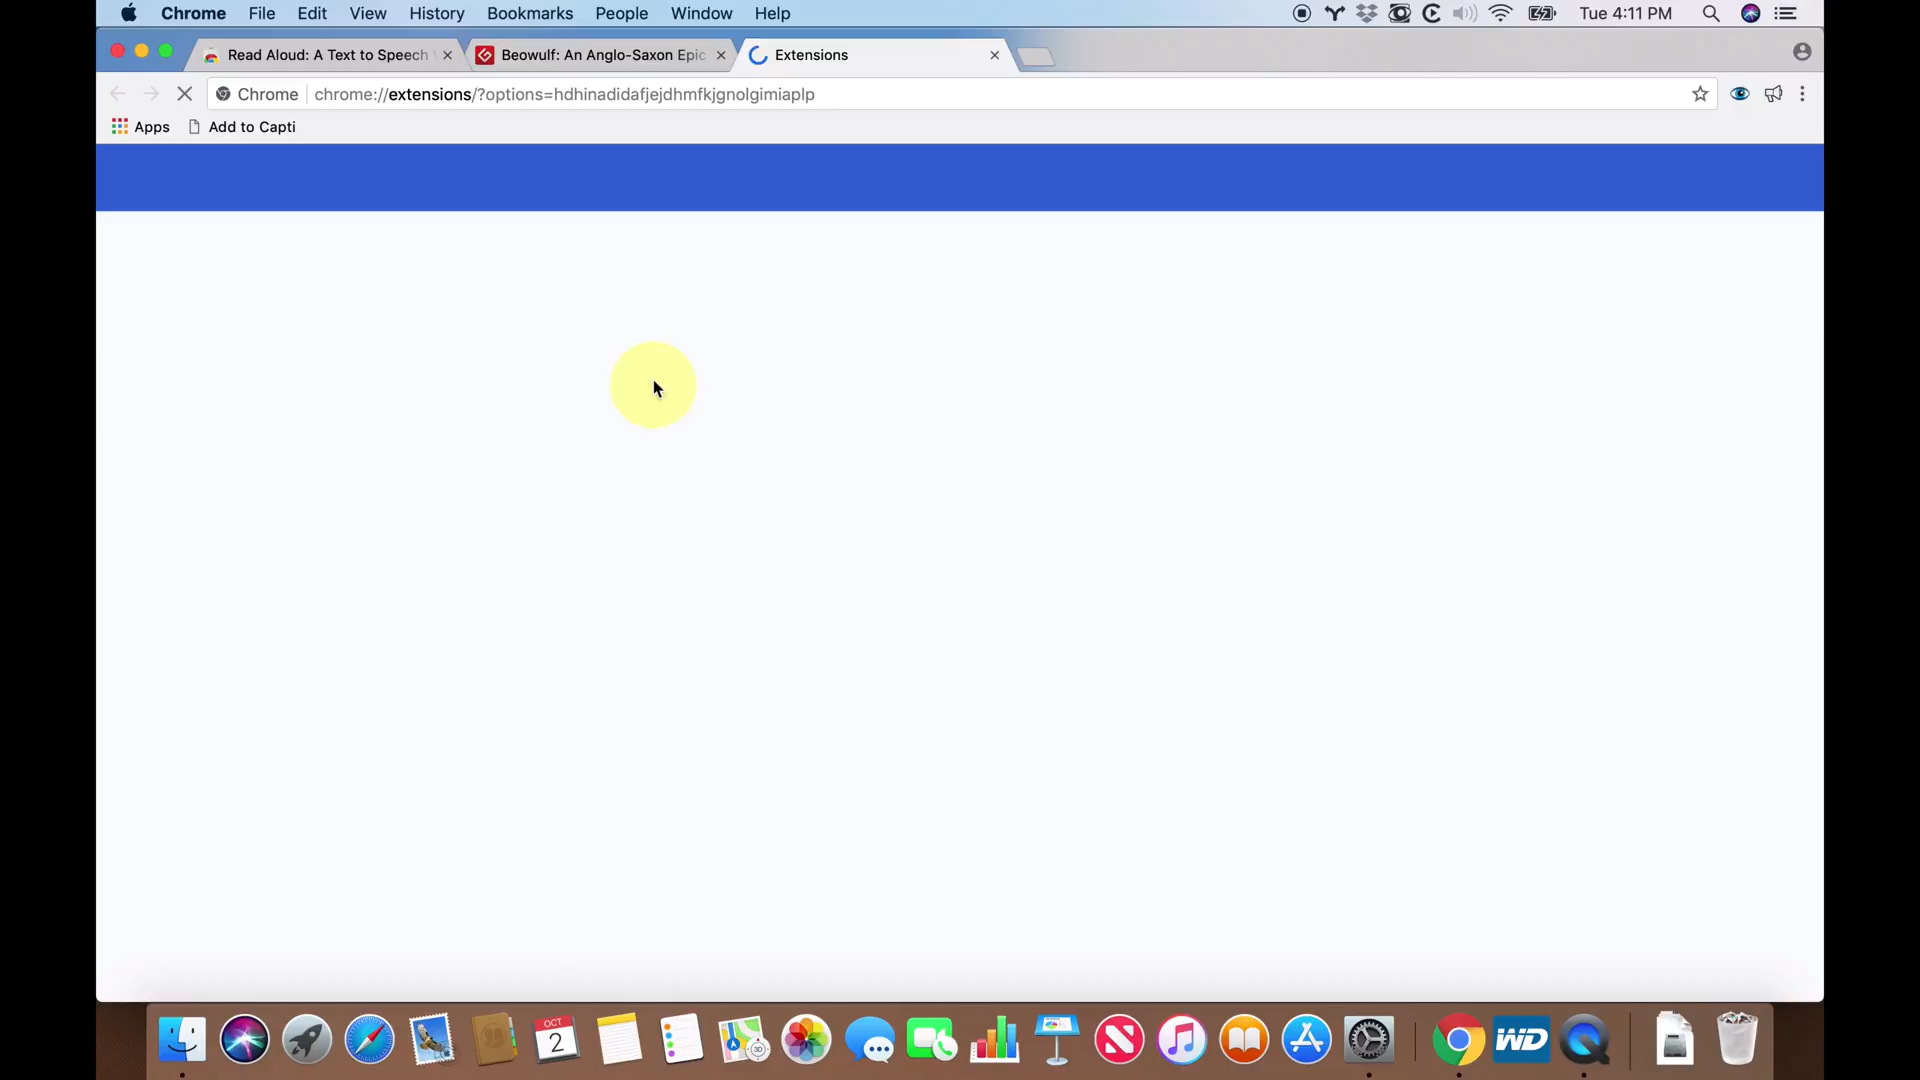 Chrome File Edit View History Bookmarks People Window Help Tue 4:11 PM
Read Aloud: A Text to Speech Beowulf: An Anglo-Saxon Epic Extensions
Chrome chrome://extensions/?options=hdhinadidafjejdhmfkjgnolgimiaplp
Apps Add to Capti
OCT
2
3D
WD